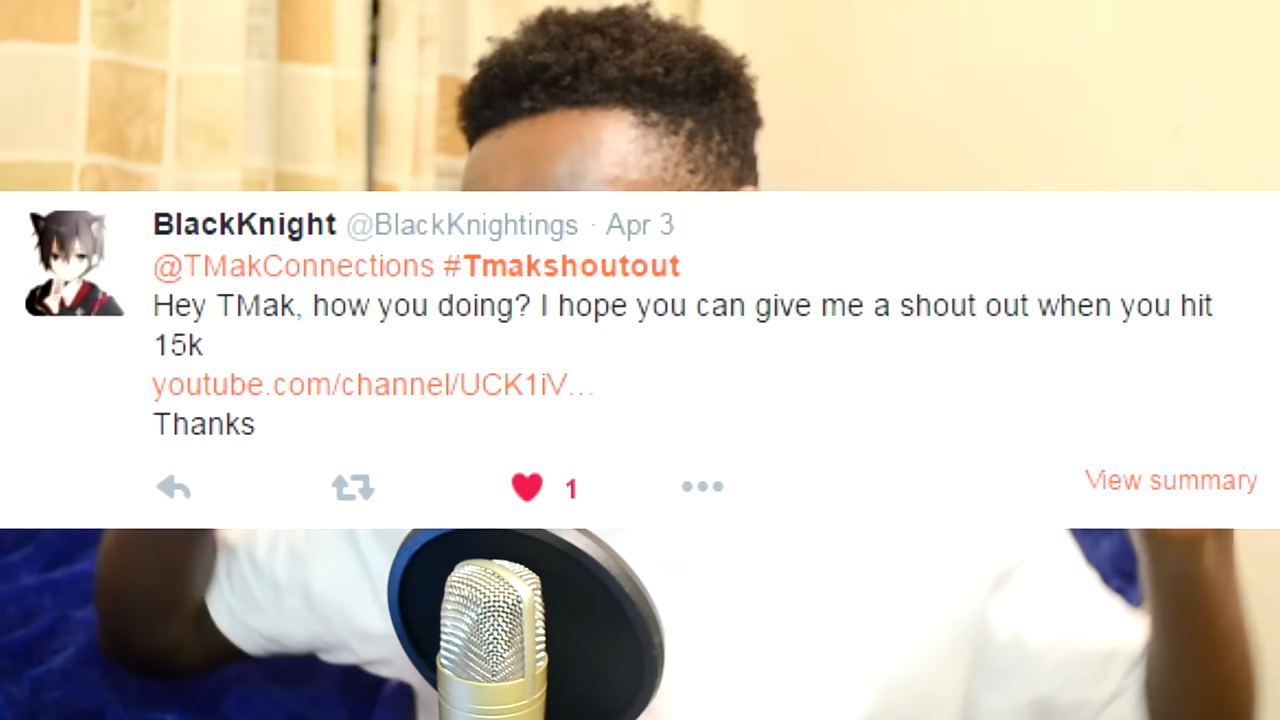 BlackKnight @BlackKnightings · Apr 3
@TMakConnections #Tmakshoutout
Hey TMak, how you doing? I hope you can give me a shout out when you hit
15k
youtube.com/channel/UCK1iV...
Thanks
1
View summary